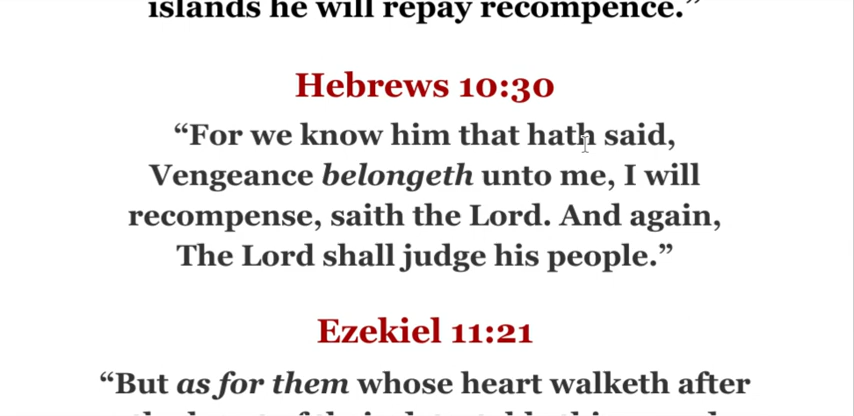 islands he will repay recompence.”
Hebrews 10:30
“For we know him that hath said,
Vengeance belongeth unto me, I will
recompense, saith the Lord. And again,
The Lord shall judge his people.”
Ezekiel 11:21
“But as for them whose heart walketh after